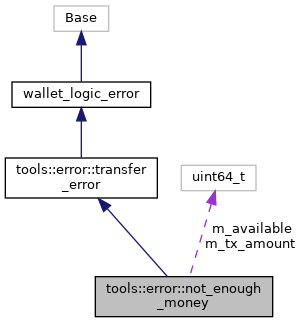 Base
wallet_logic_error
tools::error::transfer
_error
uint64_t
m_available
m_tx_amount
tools::error::not_enough
_money